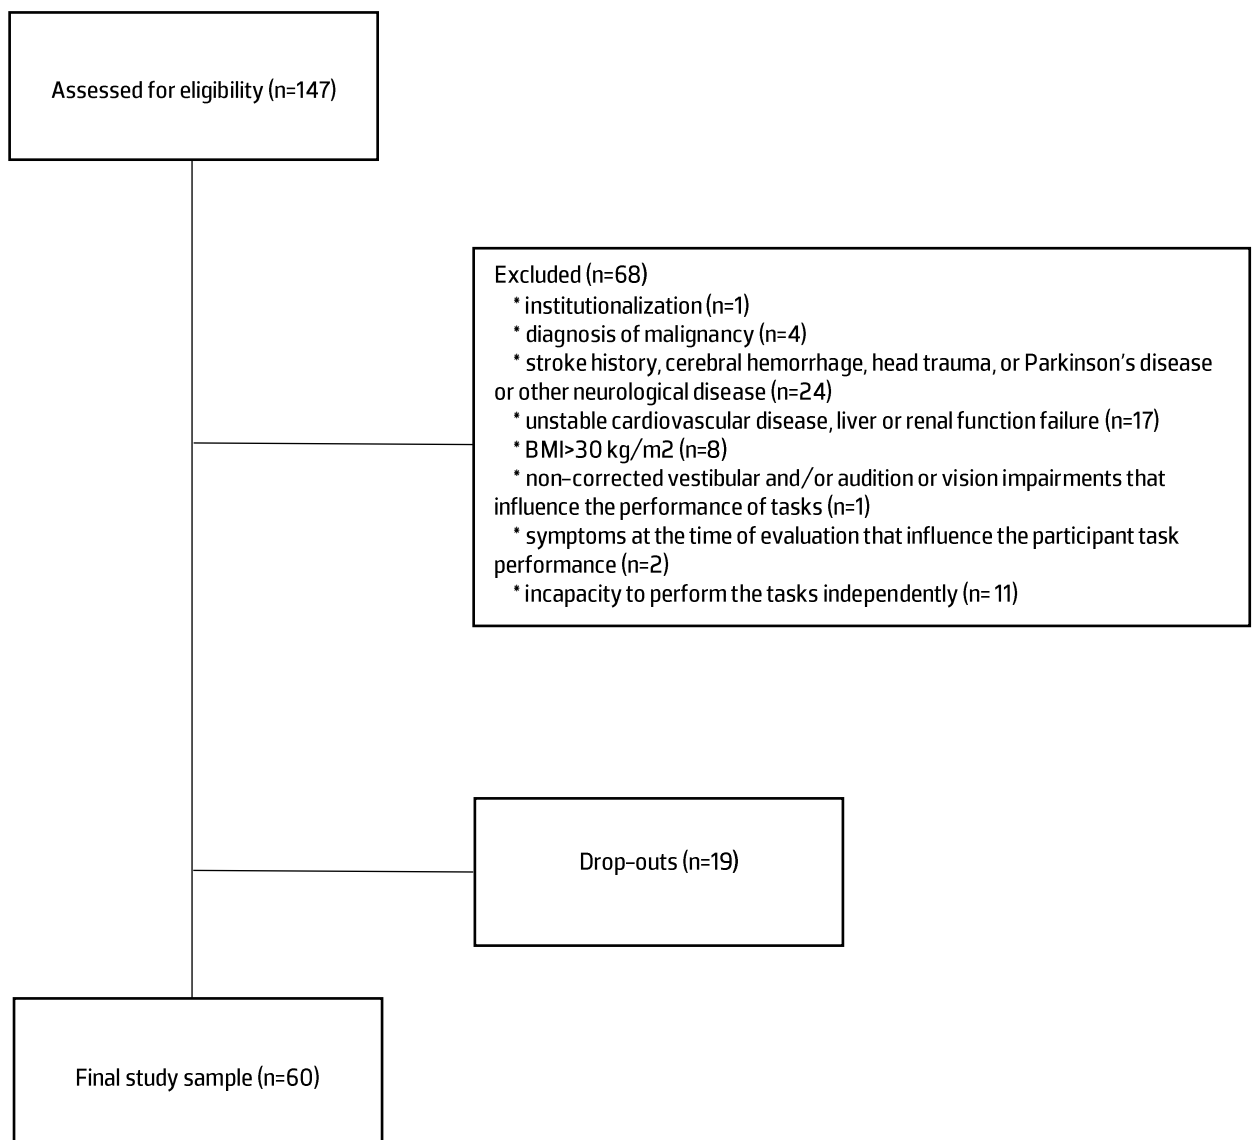 Assessed for eligibility (n=147)
Excluded (n=68)
* institutionalization (n=1)
* diagnosis of malignancy (n=4)
* stroke history, cerebral hemorrhage, head trauma, or Parkinson's disease
or other neurological disease (n=24)
* unstable cardiovascular disease, liver or renal function failure (n=17)
* BMI>30 kg/m2 (n=8)
* non-corrected vestibular and/or audition or vision impairments that
influence the performance of tasks (n=1)
* symptoms at the time of evaluation that influence the participant task
performance (n=2)
* incapacity to perform the tasks independently (n= 11)
Drop-outs (n=19)
Final study sample (n=60)